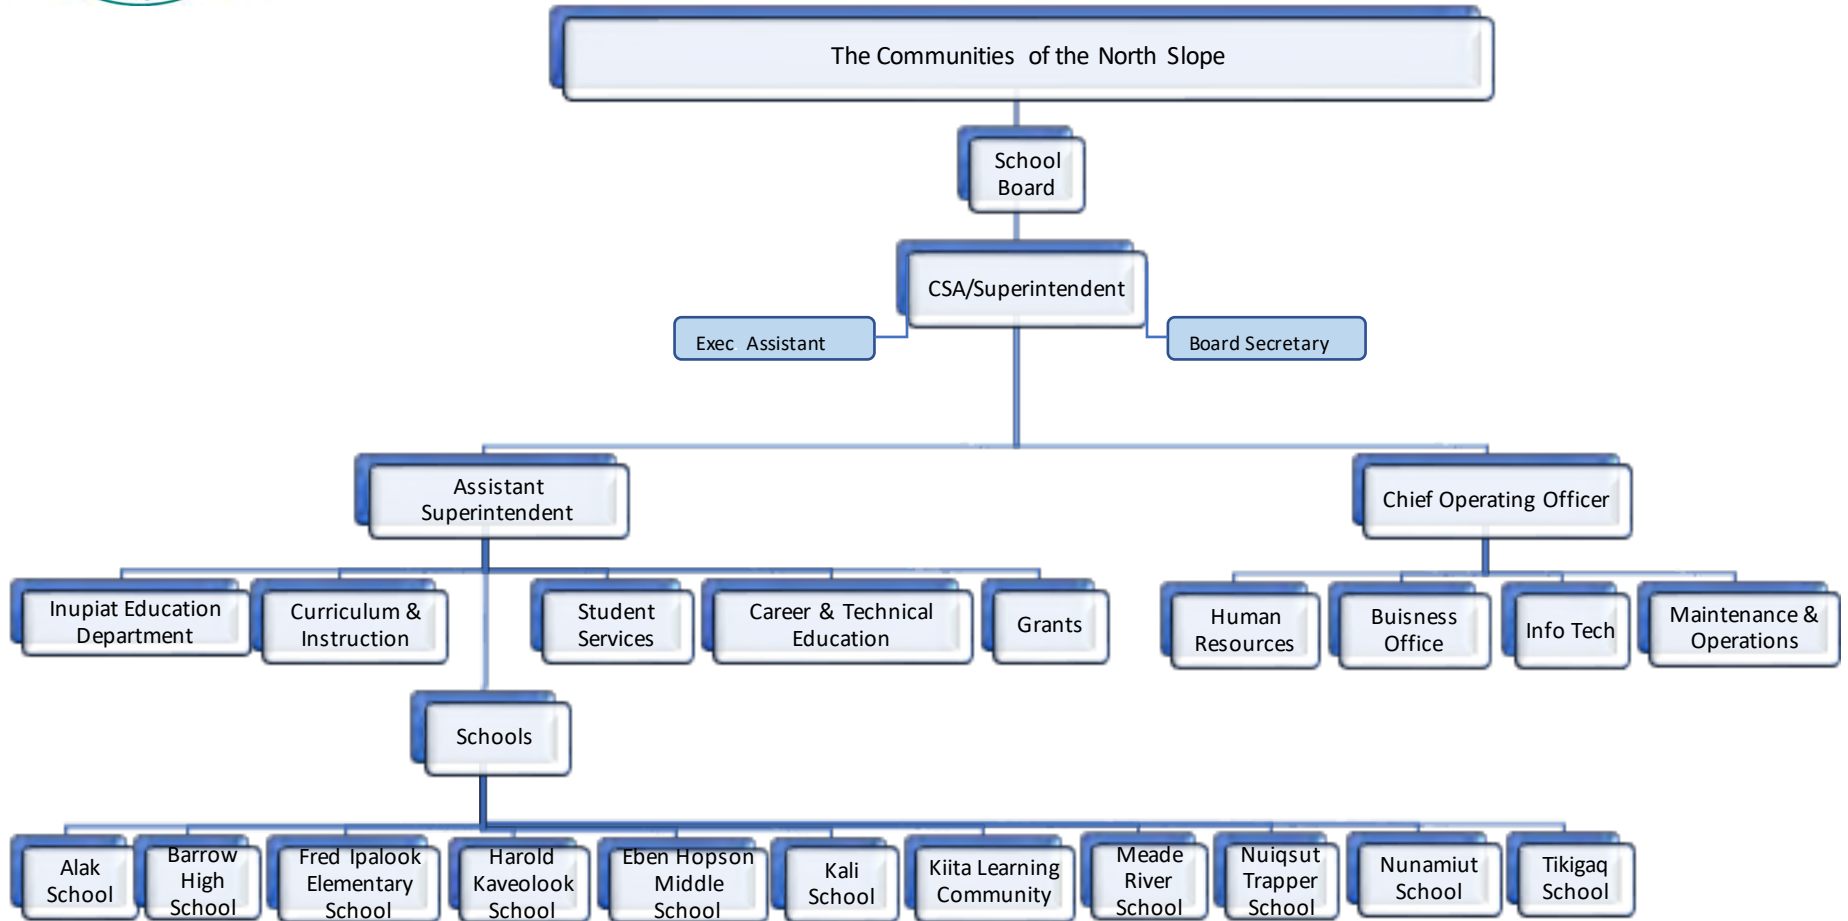 The Communities of the North Slope
School
Board
CSA/Superintendent
Exec Assistant
Board Secretary
Assistant
Superintendent
Chief Operating Officer
Inupiat Education
Department
Curriculum &
Instruction
Student
Services
Career & Technical
Education
Grants
Human
Resources
Buisness
Office
Info Tech
Maintenance &
Operations
Schools
Alak
School
Barrow
High
School
Fred Ipalook
Elementary
School
Harold
Kaveolook
School
Eben Hopson
Middle
School
Kali
School
Kiita Learning
Community
Meade
River
School
Nuiqsut
Trapper
School
Nunamiut
School
Tikigaq
School